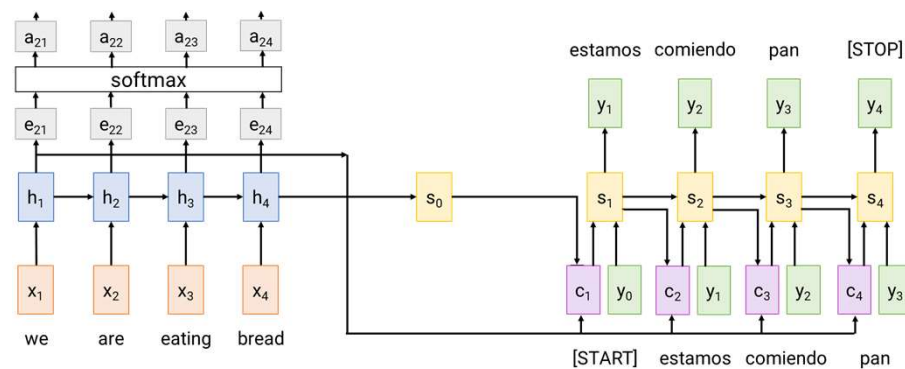 a21 a22 a23 a24
softmax
e21 e22 e23 e24
h1 h2 h3 h4
x1 x2 x3 x4
we are eating bread
s0
estamos comiendo pan [STOP]
y1 y2 y3 y4
s1 s2 s3 s4
c1 y0 c2 y1 c3 y2 c4 y3
[START] estamos comiendo pan